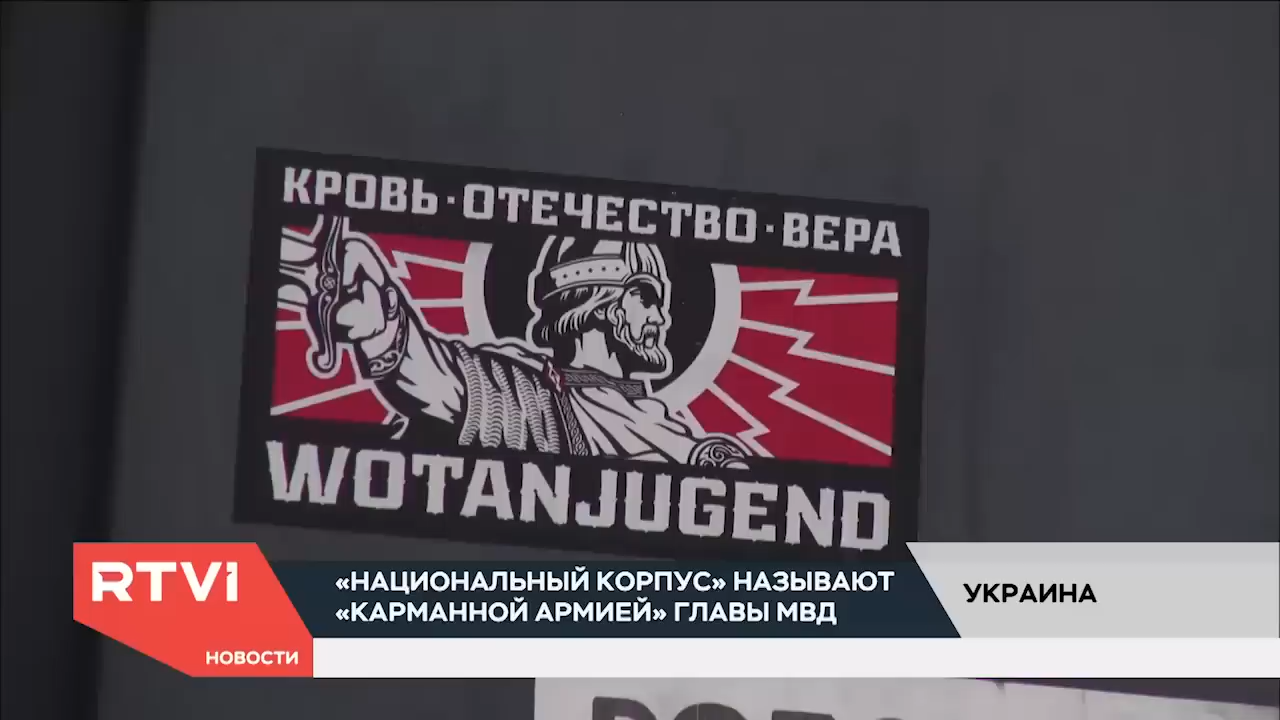 КРОВЬ·ОТЕЧЕСТВО·ВЕРА
WOTANJUGEND
RTVi
НОВОСТИ
«НАЦИОНАЛЬНЫЙ КОРПУС» НАЗЫВАЮТ
«КАРМАННОЙ АРМИЕЙ» ГЛАВЫ МВД
УКРАИНА